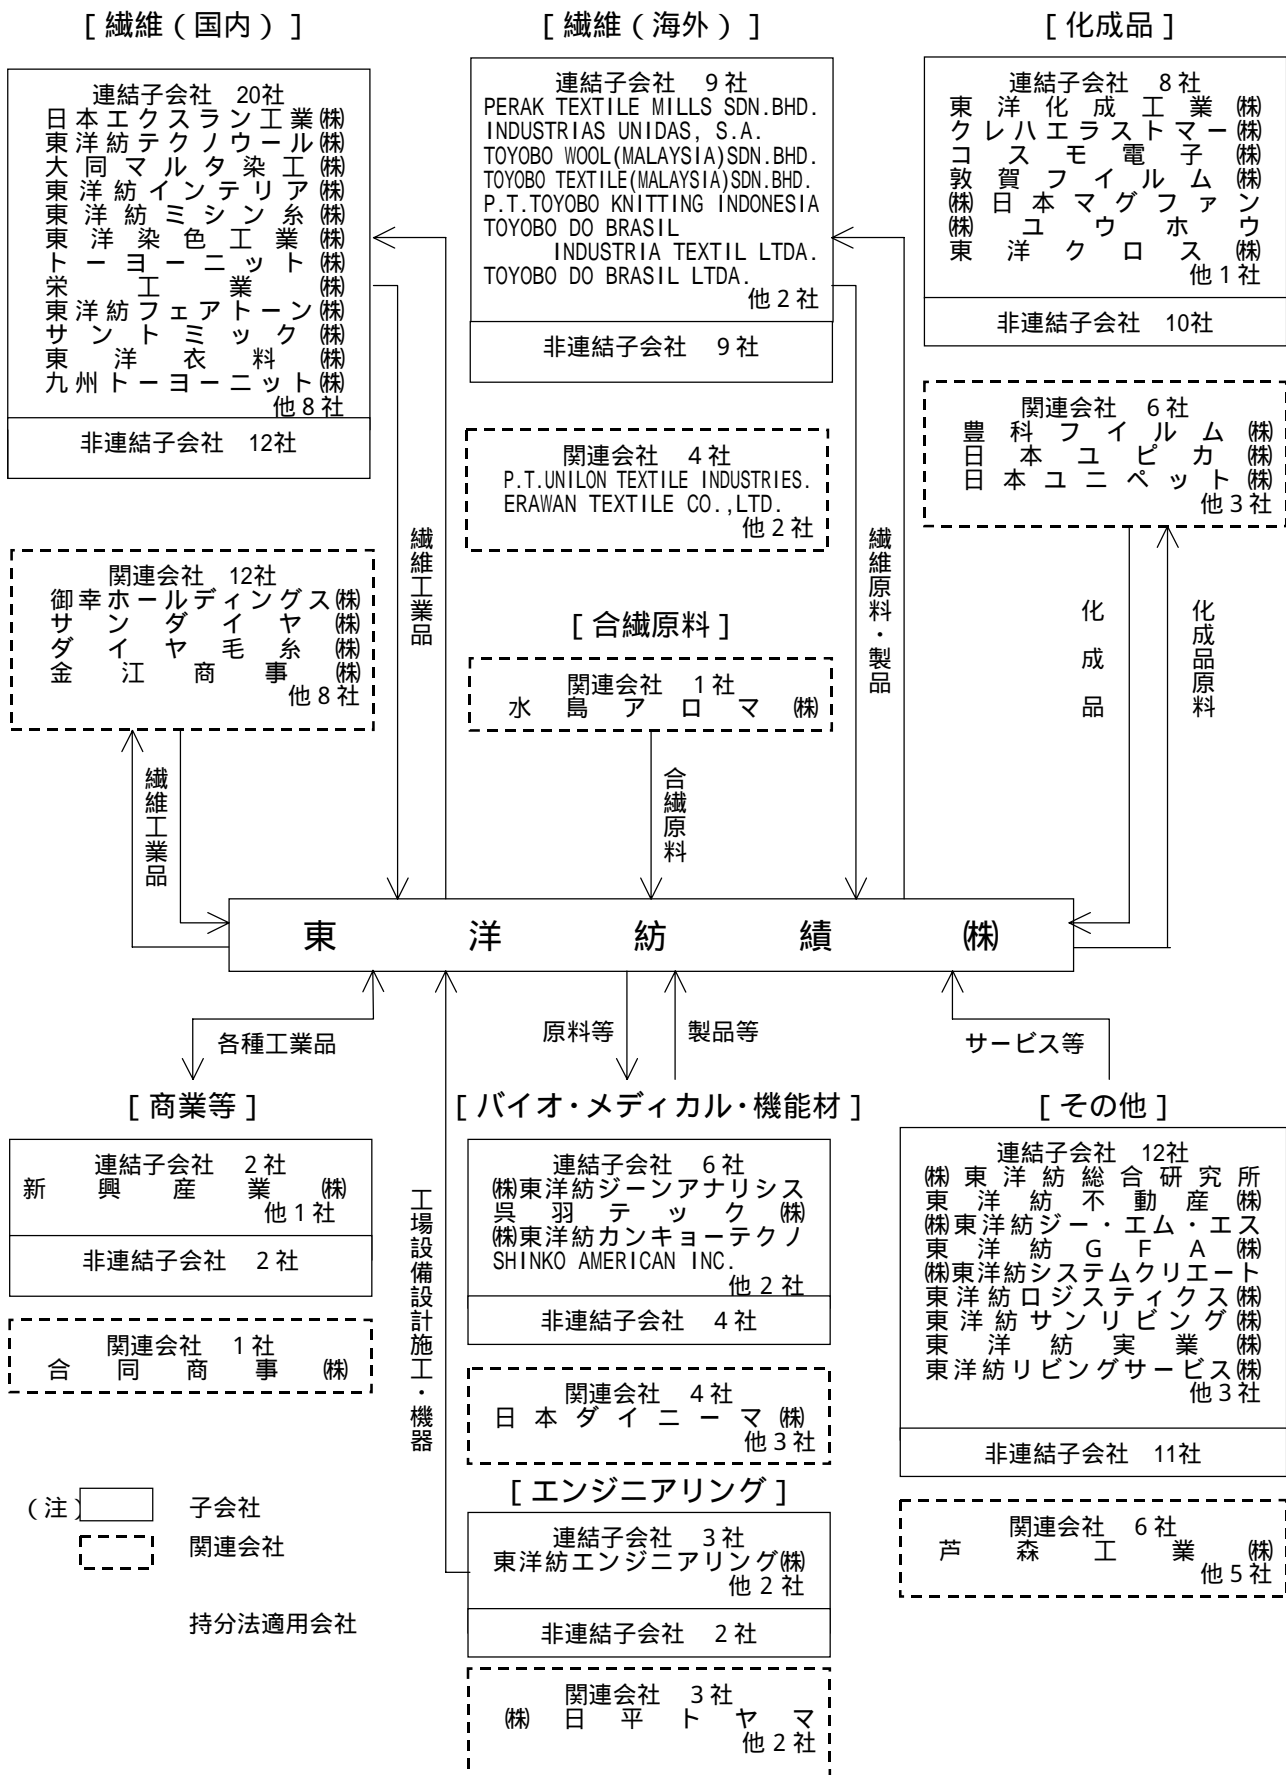 [ 繊維（国内）]
連結子会社 20社
日本エクスラン工業㈱
東洋紡テクノウール㈱
大同マルタ染工㈱
東洋紡インテリア㈱
東洋紡ミシン糸㈱
東洋染色工業㈱
トーヨーニット㈱
栄工業㈱
東洋紡フェアトーン㈱
サントミック㈱
東洋衣料㈱
九州トーヨーニット㈱
他8社
非連結子会社 12社
関連会社 12社
御幸ホールディングス㈱
サンダイヤ㈱
ダイヤ毛糸㈱
金江商事㈱
他8社
繊維工業品
繊維工業品
[ 繊維（海外）]
連結子会社 9社
PERAK TEXTILE MILLS SDN.BHD.
INDUSTRIAS UNIDAS, S.A.
TOYOBO WOOL(MALAYSIA)SDN.BHD.
TOYOBO TEXTILE(MALAYSIA)SDN.BHD.
P.T.TOYOBO KNITTING INDONESIA
TOYOBO DO BRASIL
INDUSTRIA TEXTIL LTDA.
TOYOBO DO BRASIL LTDA.
他2社
非連結子会社 9社
関連会社 4社
P.T.UNILON TEXTILE INDUSTRIES.
ERAWAN TEXTILE CO.,LTD.
他2社
繊維原料・製品
[ 合繊原料 ]
関連会社 1社
水島アロマ㈱
合繊原料
[ 化成品 ]
連結子会社 8社
東洋化成工業㈱
クレハエラストマー㈱
コスモ電子㈱
敦賀フイルム㈱
㈱日本マグファン
㈱ユウホウ
東洋クロス㈱
他1社
非連結子会社 10社
関連会社 6社
豊科フイルム㈱
日本ユピカ㈱
日本ユニペット㈱
他3社
化成品
化成品原料
東洋紡績㈱
各種工業品
原料等
製品等
サービス等
[ 商業等 ]
連結子会社 2社
新興産業㈱
他1社
非連結子会社 2社
関連会社 1社
合同商事㈱
工場設備設計施工・機器
[ バイオ・メディカル・機能材 ]
連結子会社 6社
㈱東洋紡ジーンアナリシス
呉羽テック㈱
㈱東洋紡カンキョーテクノ
SHINKO AMERICAN INC.
他2社
非連結子会社 4社
関連会社 4社
日本ダイニーマ㈱
他3社
[ エンジニアリング ]
連結子会社 3社
東洋紡エンジニアリング㈱
他2社
非連結子会社 2社
関連会社 3社
㈱日平トヤマ
他2社
[ その他 ]
連結子会社 12社
㈱東洋紡総合研究所
東洋紡不動産㈱
㈱東洋紡ジー・エム・エス
東洋紡GFA㈱
㈱東洋紡システムクリエート
東洋紡ロジスティクス㈱
東洋紡サンリビング㈱
東洋紡実業㈱
東洋紡リビングサービス㈱
他3社
非連結子会社 11社
関連会社 6社
芦森工業㈱
他5社
（注）子会社
関連会社
持分法適用会社